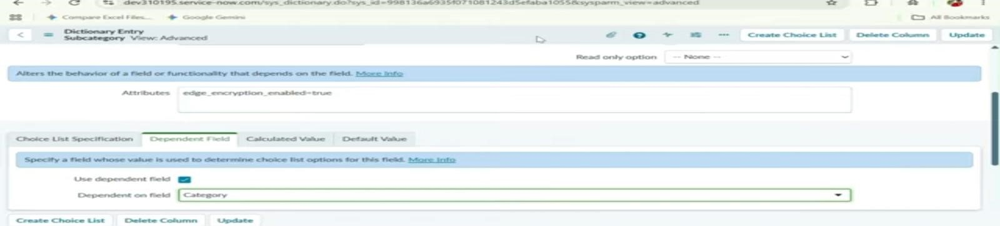 dev310195.service-now.com/sys_dictionary.do?sys_id=998136a6935f071081243d5efaba1055&sysparm_view=advanced
Compare Excel Files... Google Gemini All Bookmarks
Dictionary Entry
Subcategory View: Advanced
Create Choice List Delete Column Update
Read only option -- None --
Alters the behavior of a field or functionality that depends on the field. More Info
Attributes edge_encryption_enabled=true
Choice List Specification Dependent Field Calculated Value Default Value
Specify a field whose value is used to determine choice list options for this field. More Info
Use dependent field
Dependent on field Category
Create Choice List Delete Column Update